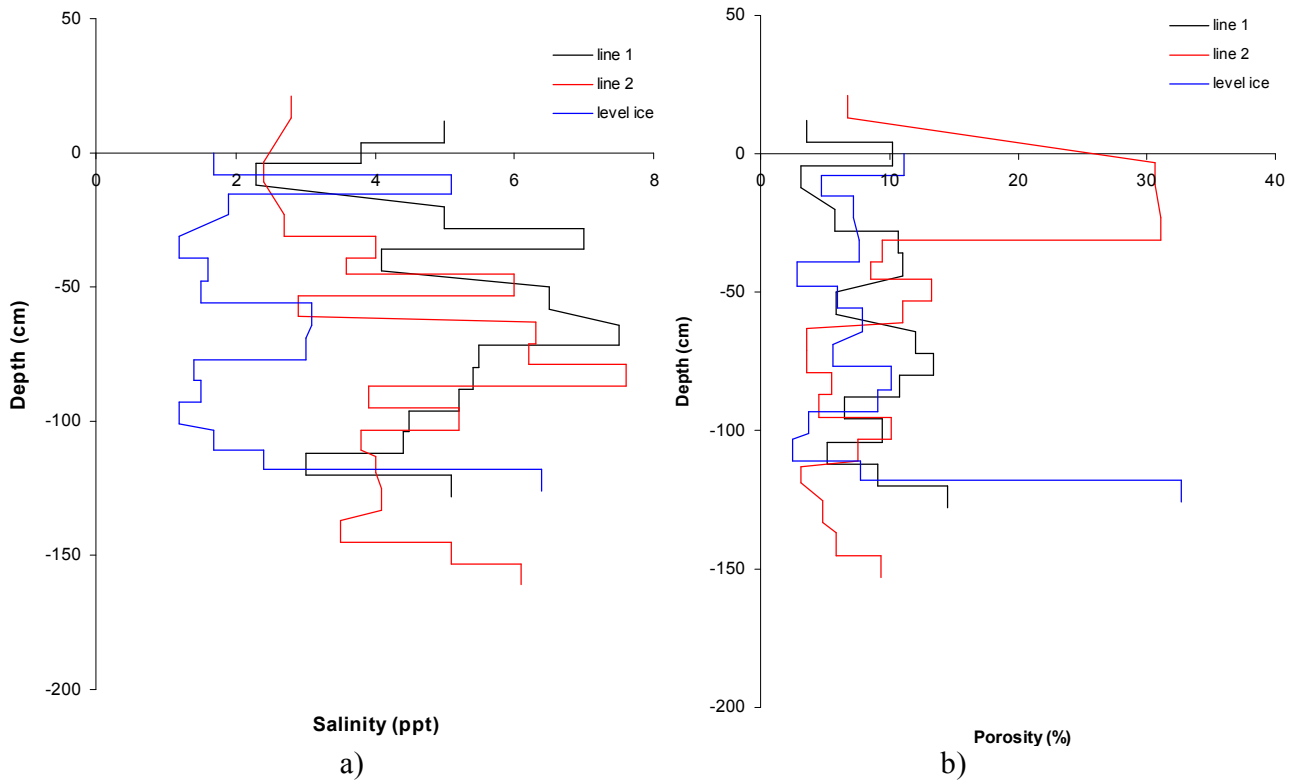 50
line 1
line 2
level ice
0
0 2 4 6 8
-50
-100
-150
-200
Depth (cm)
Salinity (ppt)
a)
50
line 1
line 2
level ice
0
0 10 20 30 40
-50
-100
-150
-200
Depth (cm)
Porosity (%)
b)